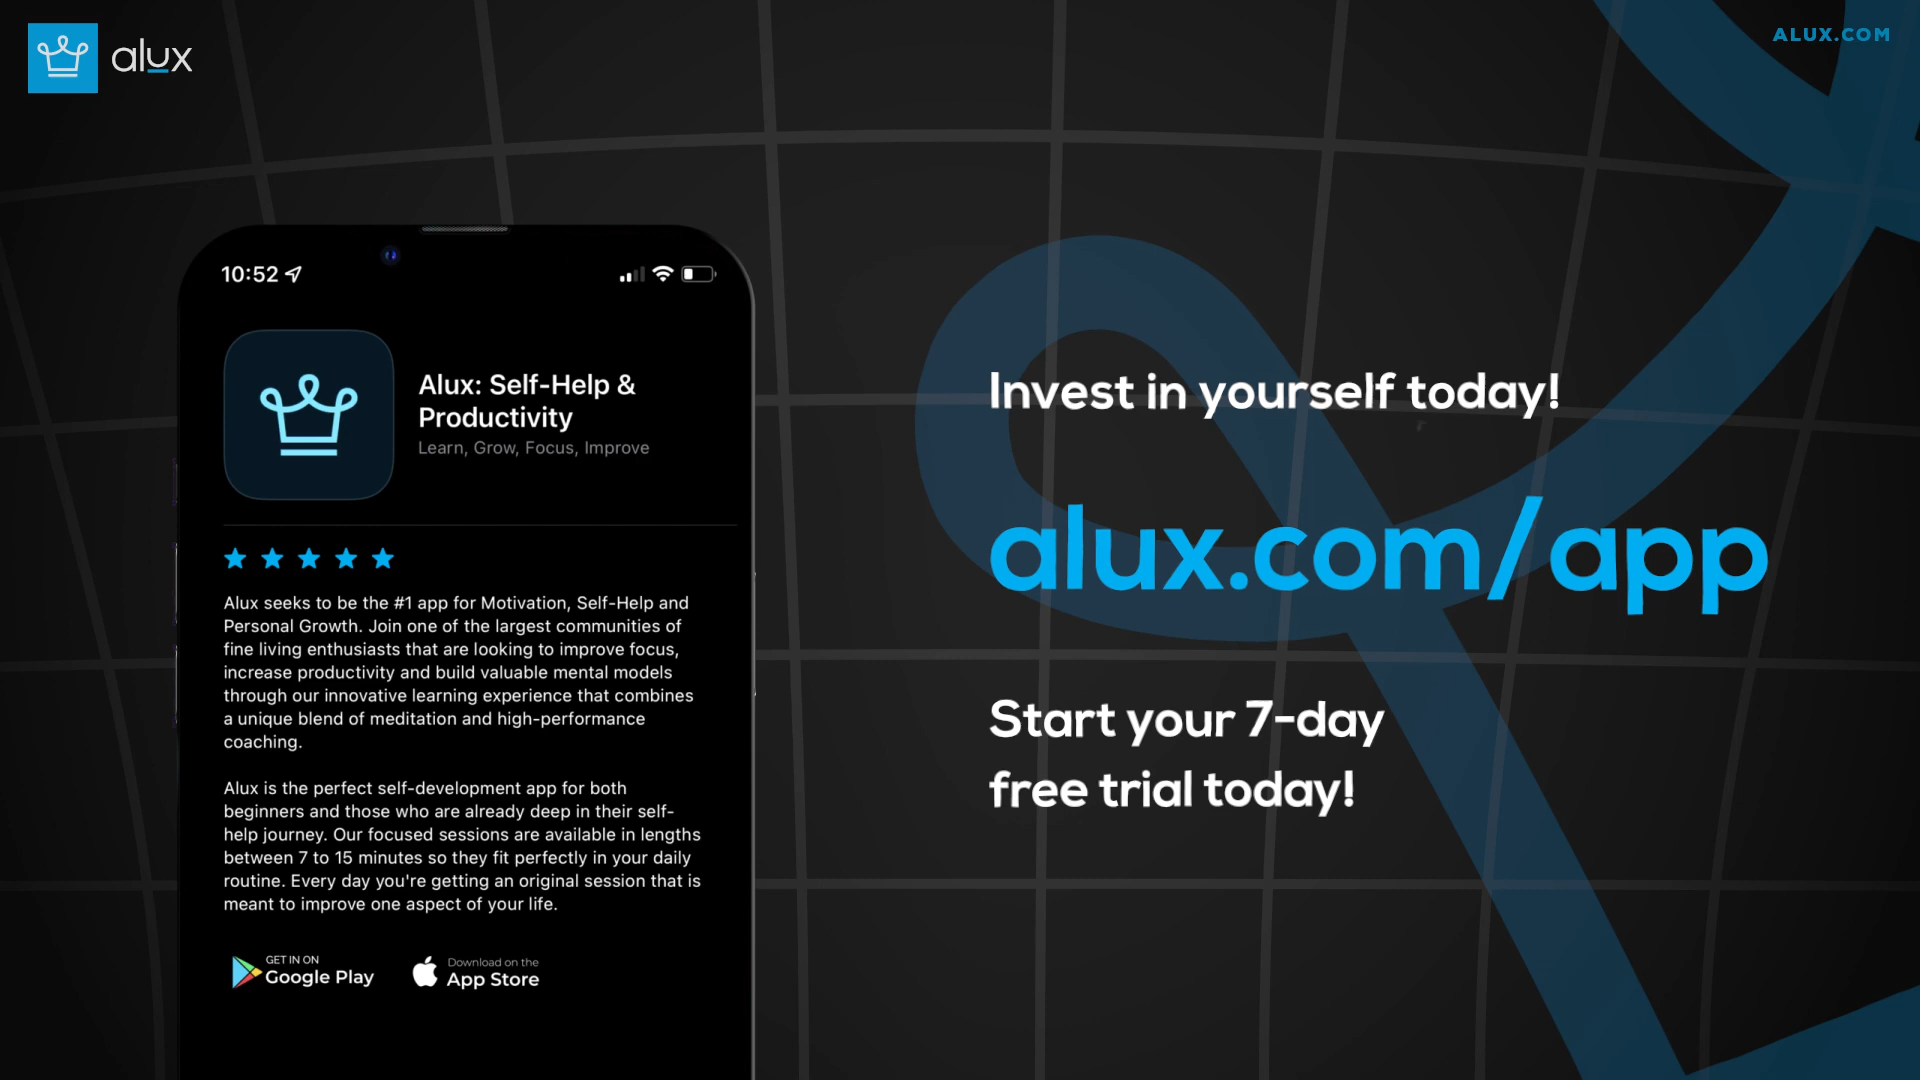 alux
ALUX.COM
10:52
Alux: Self-Help &
Productivity
Learn, Grow, Focus, Improve
Alux seeks to be the #1 app for Motivation, Self-Help and
Personal Growth. Join one of the largest communities of
fine living enthusiasts that are looking to improve focus,
increase productivity and build valuable mental models
through our innovative learning experience that combines
a unique blend of meditation and high-performance
coaching.
Alux is the perfect self-development app for both
beginners and those who are already deep in their self-
help journey. Our focused sessions are available in lengths
between 7 to 15 minutes so they fit perfectly in your daily
routine. Every day you're getting an original session that is
meant to improve one aspect of your life.
GET IN ON
Google Play
Download on the
App Store
Invest in yourself today!
alux.com/app
Start your 7-day
free trial today!